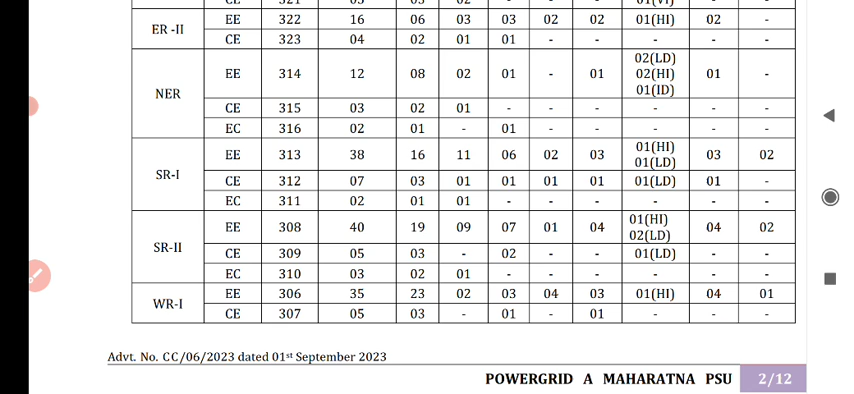 ER -II EE 322 16 06 03 03 02 02 01(HI) 02 -
CE 323 04 02 01 01 - - - - -
NER EE 314 12 08 02 01 - 01 02(LD) 02(HI) 01(ID) 01 -
CE 315 03 02 01 - - - - - -
EC 316 02 01 - 01 - - - - -
SR-I EE 313 38 16 11 06 02 03 01(HI) 01(LD) 03 02
CE 312 07 03 01 01 01 01 01(LD) 01 -
EC 311 02 01 01 - - - - - -
SR-II EE 308 40 19 09 07 01 04 01(HI) 02(LD) 04 02
CE 309 05 03 - 02 - - 01(LD) - -
EC 310 03 02 01 - - - - - -
WR-I EE 306 35 23 02 03 04 03 01(HI) 04 01
CE 307 05 03 - 01 - 01 - - -
Advt. No. CC/06/2023 dated 01st September 2023
POWERGRID A MAHARATNA PSU 2/12